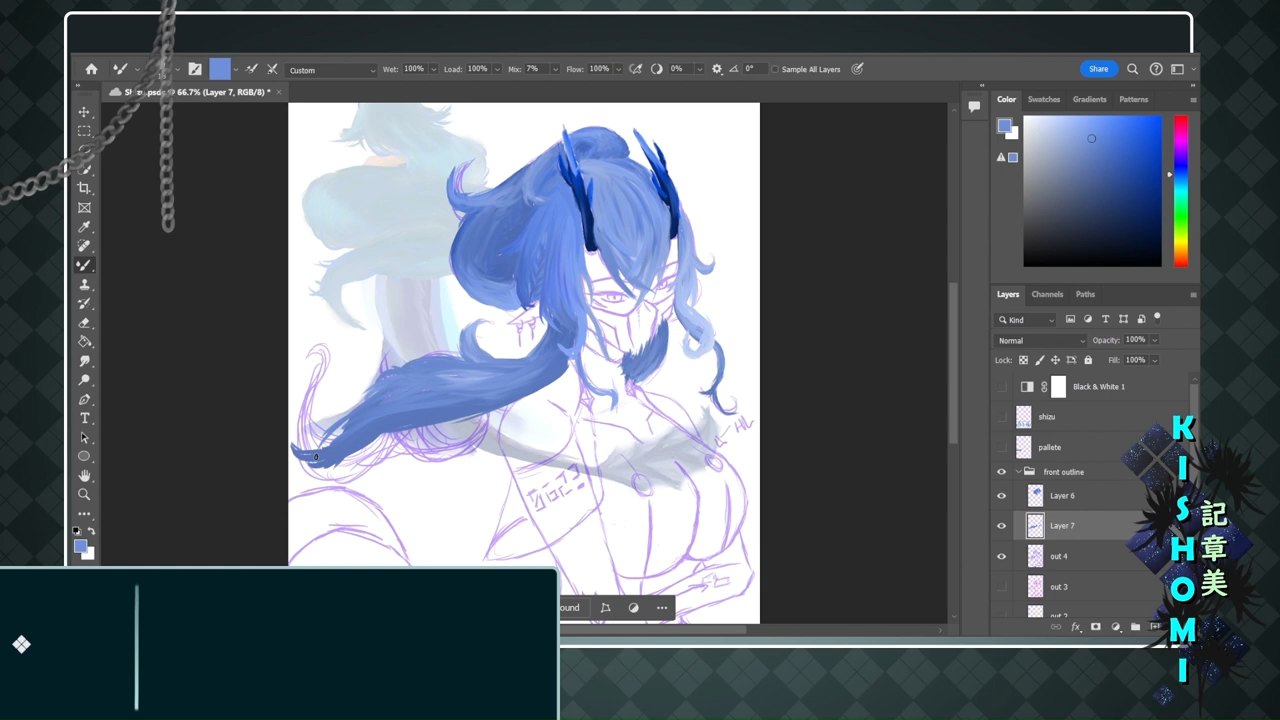 Custom
Wet: 100%
Load: 100%
Mix: 7%
Flow: 100%
0%
0°
Sample All Layers
Share
@ 66.7% (Layer 7, RGB/8) *
Color
Swatches
Gradients
Patterns
Layers
Channels
Paths
Kind
Normal
Opacity: 100%
Lock:
Fill: 100%
Black & White 1
shizu
pallete
front outline
Layer 6
Layer 7
out 4
out 3
ound
KISHOMI
記章美